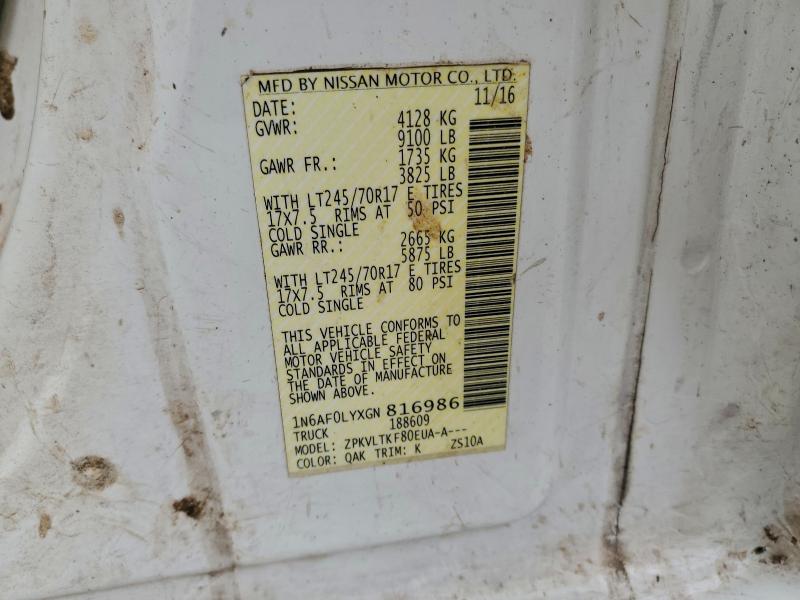 MFD BY NISSAN MOTOR CO., LTD.
DATE: 11/16
GVWR: 4128 KG
9100 LB
GAWR FR.: 1735 KG
3825 LB
WITH LT245/70R17 E TIRES
17X7.5 RIMS AT 50 PSI
COLD SINGLE
GAWR RR.: 2665 KG
5875 LB
WITH LT245/70R17 E TIRES
17X7.5 RIMS AT 80 PSI
COLD SINGLE
THIS VEHICLE CONFORMS TO
ALL APPLICABLE FEDERAL
MOTOR VEHICLE SAFETY
STANDARDS IN EFFECT ON
THE DATE OF MANUFACTURE
SHOWN ABOVE.
1N6AF0LYXGN 816986
TRUCK 188609
MODEL: ZPKVLTKF80EUA-A---
COLOR: QAK TRIM: K ZS10A